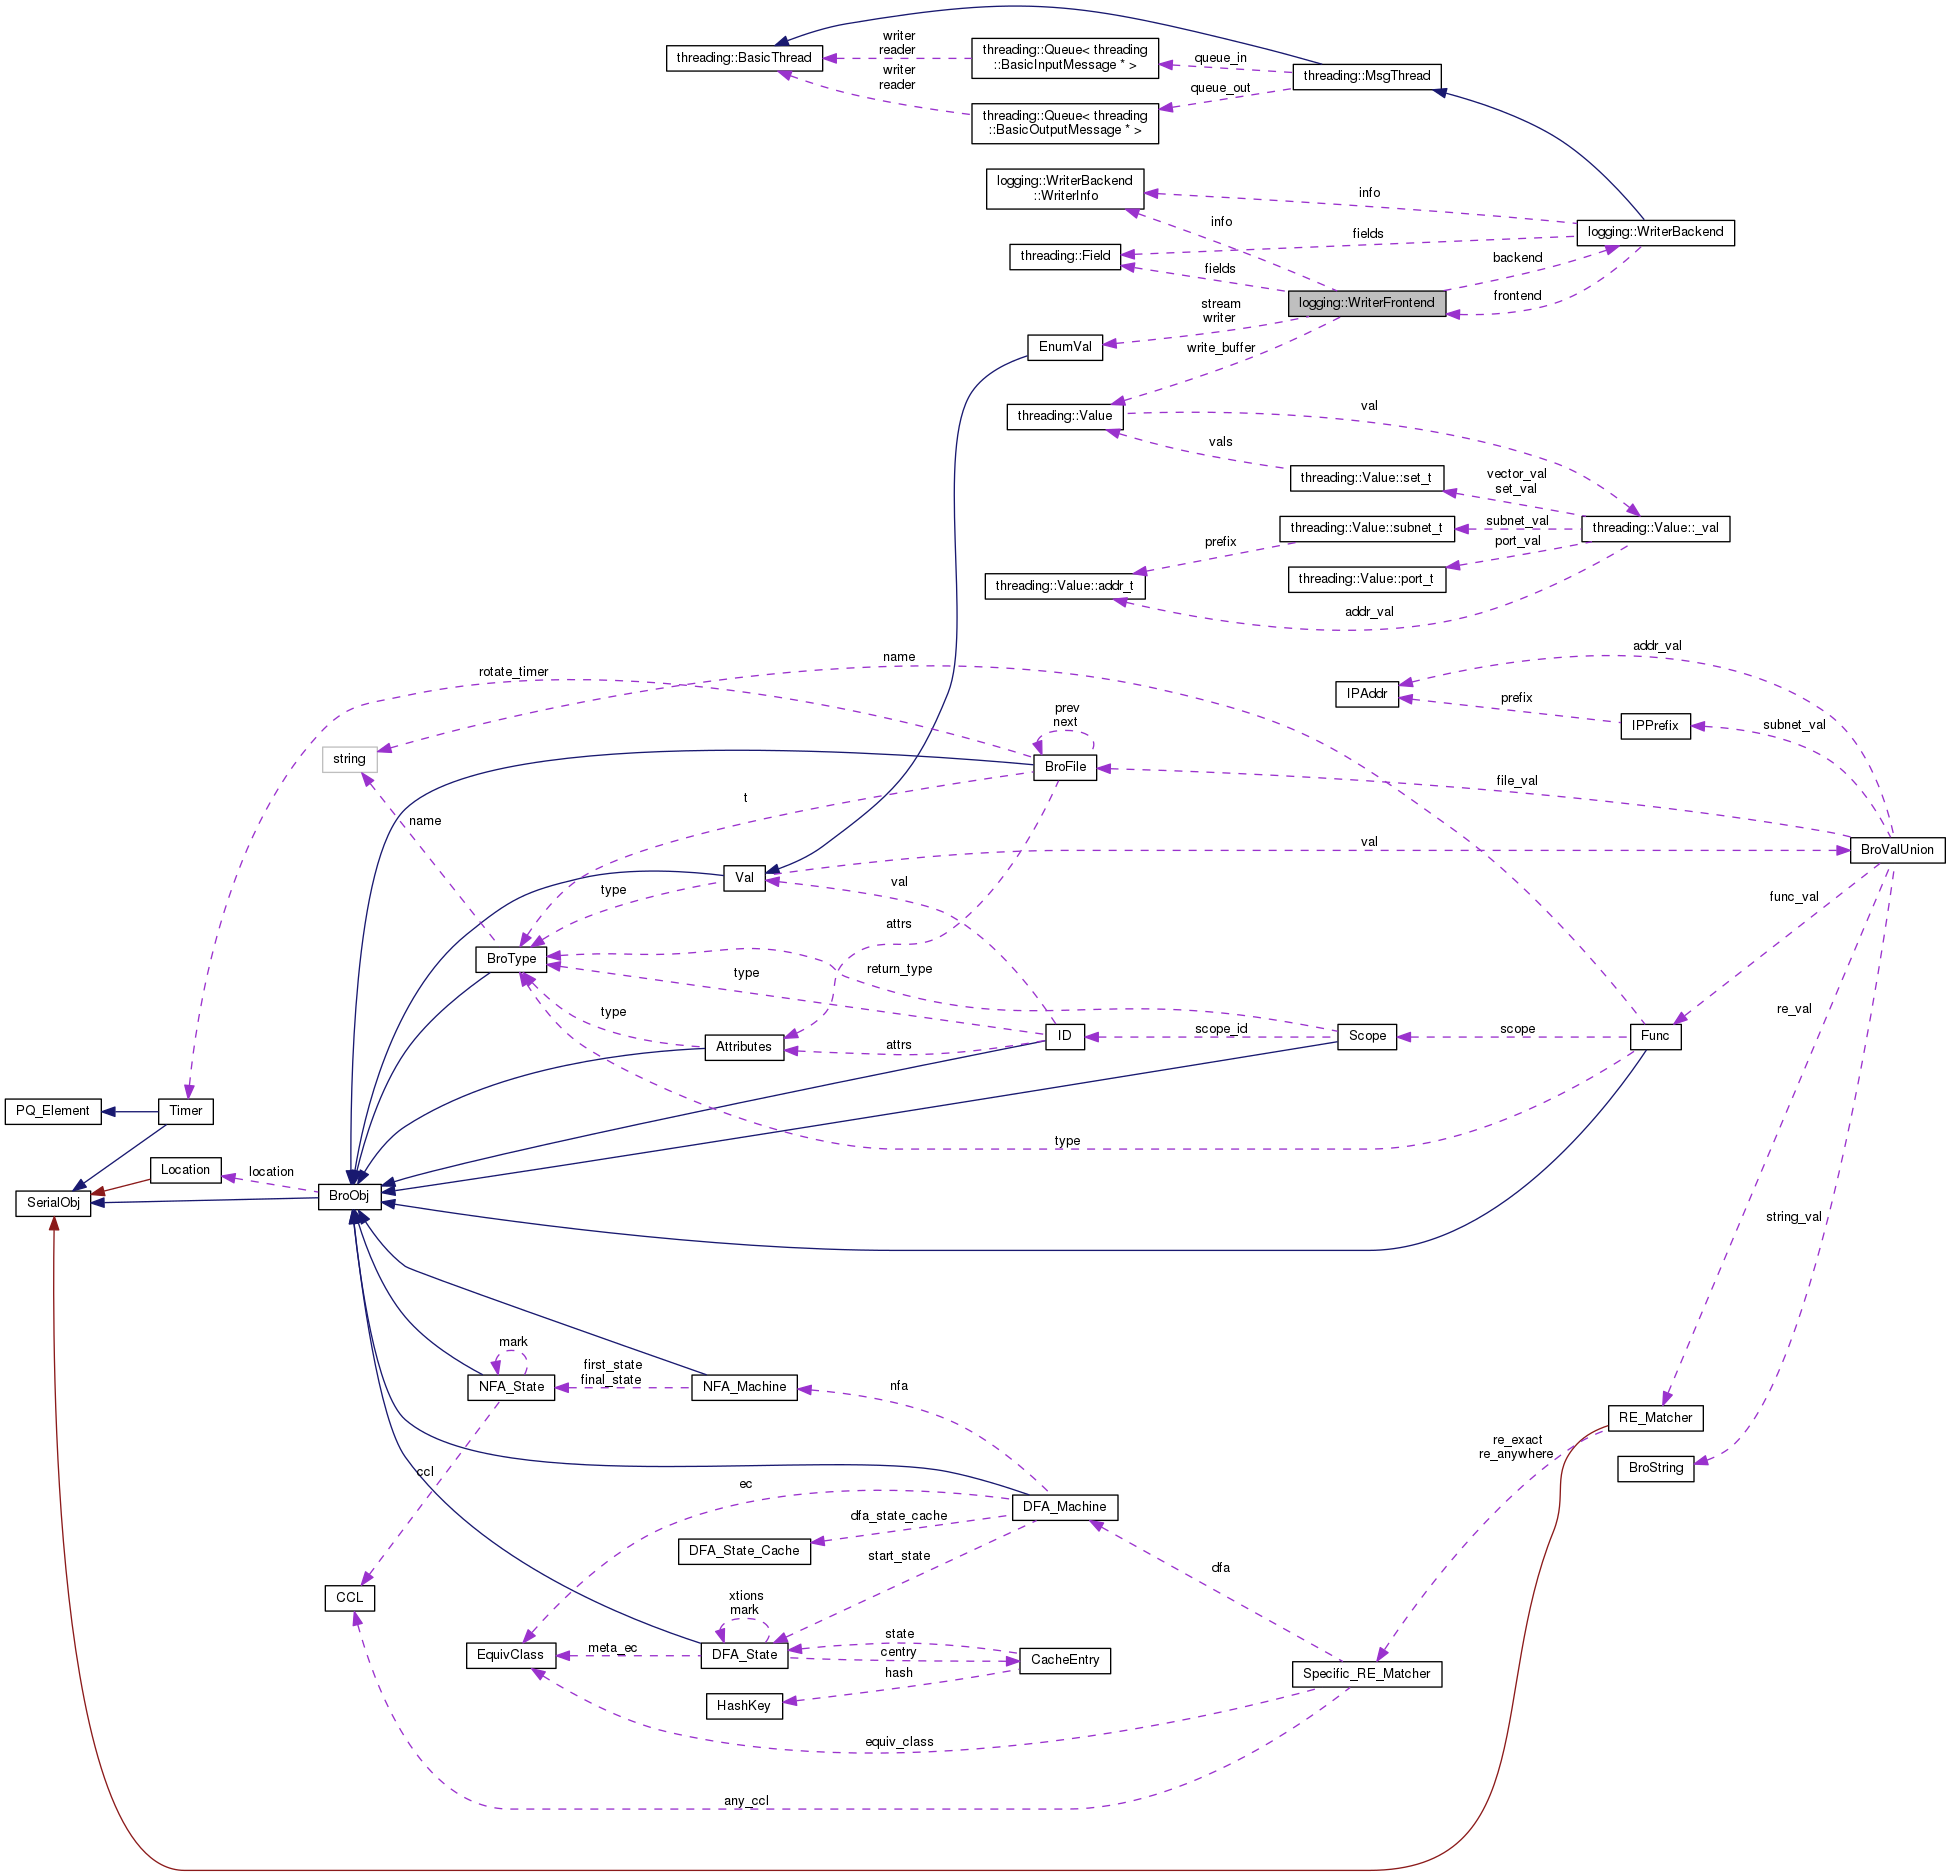 writer
reader
threading::BasicThread
writer
reader
threading::Queue< threading
::BasicInputMessage * >
threading::Queue< threading
::BasicOutputMessage * >
queue_in
queue_out
threading::MsgThread
logging::WriterBackend
::WriterInfo
info
info
fields
fields
threading::Field
logging::WriterBackend
backend
frontend
logging::WriterFrontend
stream
writer
EnumVal
write_buffer
threading::Value
val
vals
threading::Value::set_t
vector_val
set_val
threading::Value::subnet_t
subnet_val
port_val
threading::Value::_val
prefix
threading::Value::port_t
threading::Value::addr_t
addr_val
name
rotate_timer
addr_val
IPAddr
prefix
IPPrefix
subnet_val
prev
next
string
BroFile
file_val
t
name
BroValUnion
val
Val
type
val
func_val
attrs
BroType
return_type
type
type
re_val
Attributes
attrs
ID
scope_id
Scope
scope
Func
PQ_Element
Timer
type
Location
location
SerialObj
BroObj
string_val
mark
NFA_State
first_state
final_state
NFA_Machine
nfa
RE_Matcher
re_exact
re_anywhere
BroString
ccl
ec
DFA_Machine
dfa_state_cache
DFA_State_Cache
start_state
dfa
CCL
xtions
mark
EquivClass
meta_ec
DFA_State
state
centry
CacheEntry
hash
HashKey
Specific_RE_Matcher
equiv_class
any_ccl